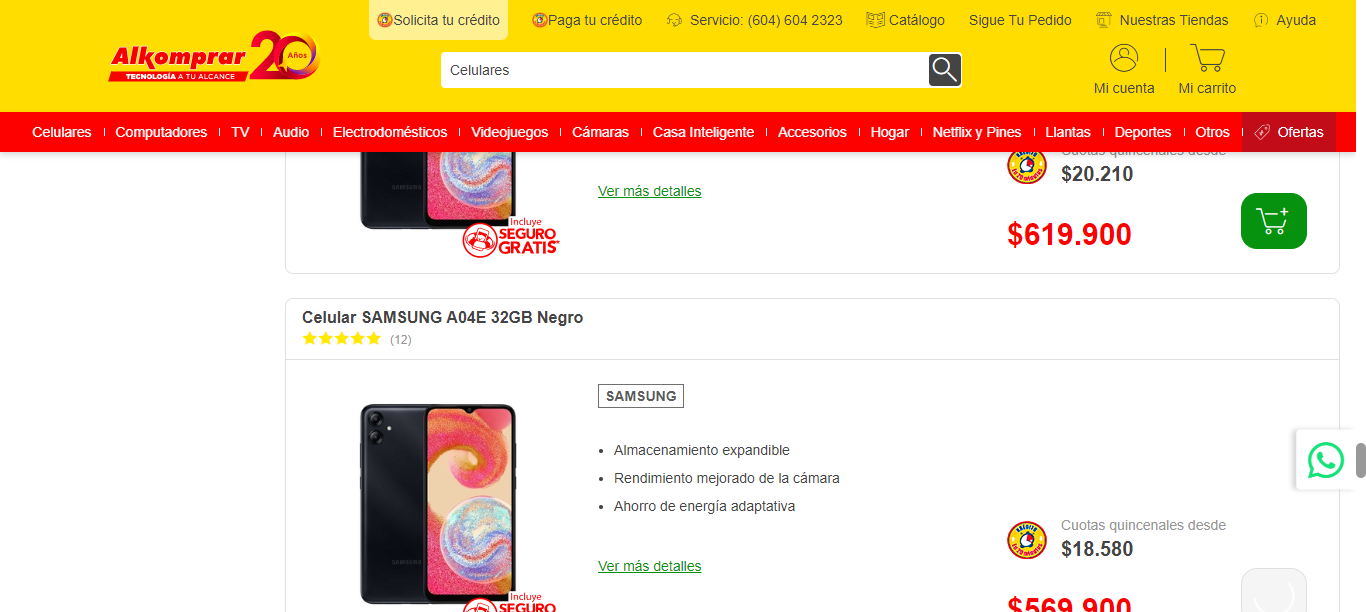 Solicita tu crédito
Paga tu crédito
Servicio: (604) 604 2323
Catálogo
Sigue Tu Pedido
Nuestras Tiendas
Ayuda
Alkomprar 20 Años
TECNOLOGÍA A TU ALCANCE
Celulares
Mi cuenta
Mi carrito
Celulares
Computadores
TV
Audio
Electrodomésticos
Videojuegos
Cámaras
Casa Inteligente
Accesorios
Hogar
Netflix y Pines
Llantas
Deportes
Otros
Ofertas
Cuotas quincenales desde
$20.210
SAMSUNG
Ver más detalles
Incluye
SEGURO
GRATIS*
$619.900
Celular SAMSUNG A04E 32GB Negro
(12)
SAMSUNG
Almacenamiento expandible
Rendimiento mejorado de la cámara
Ahorro de energía adaptativa
Cuotas quincenales desde
$18.580
SAMSUNG
Ver más detalles
Incluye
SEGURO
$569.900